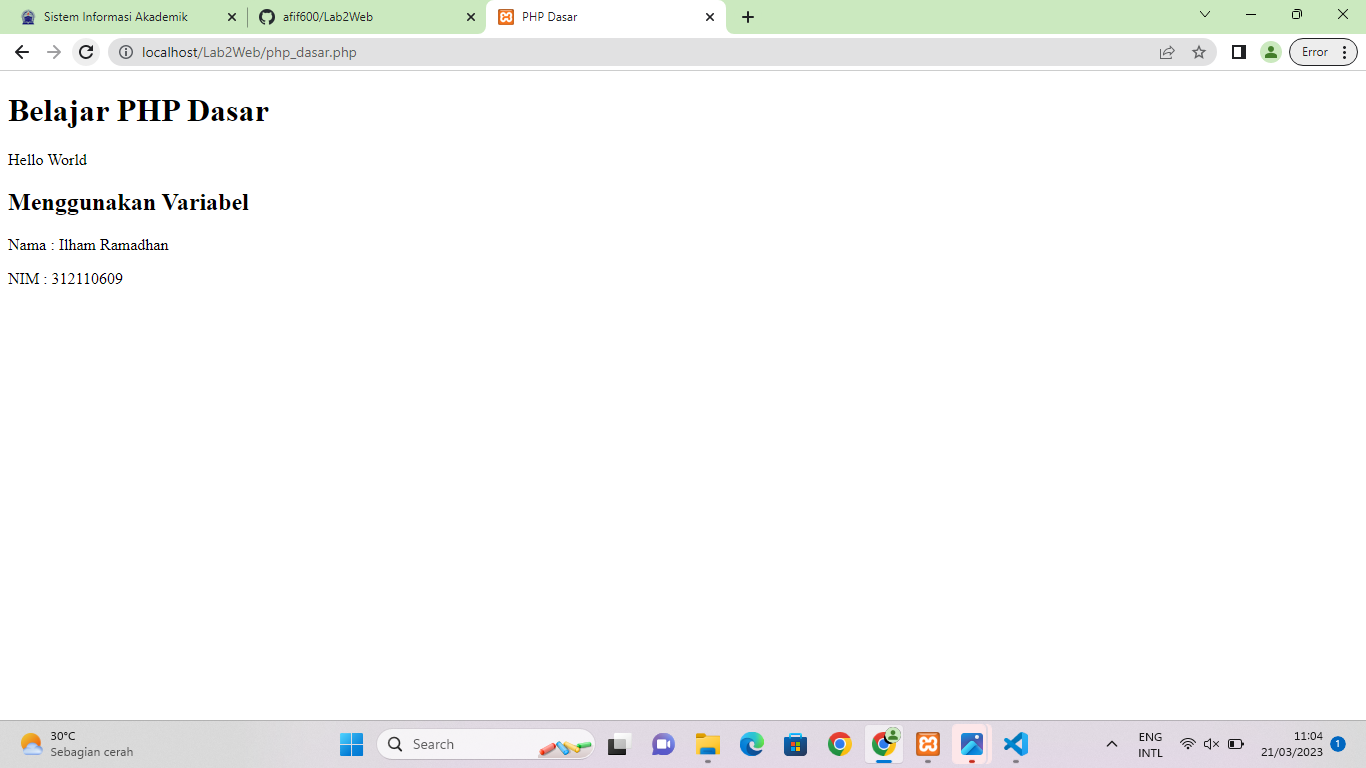 Sistem Informasi Akademik
afif600/Lab2Web
PHP Dasar
localhost/Lab2Web/php_dasar.php
Error
Belajar PHP Dasar
Hello World
Menggunakan Variabel
Nama : Ilham Ramadhan
NIM : 312110609
30°C
Sebagian cerah
Search
ENG
INTL
11:04
21/03/2023
1